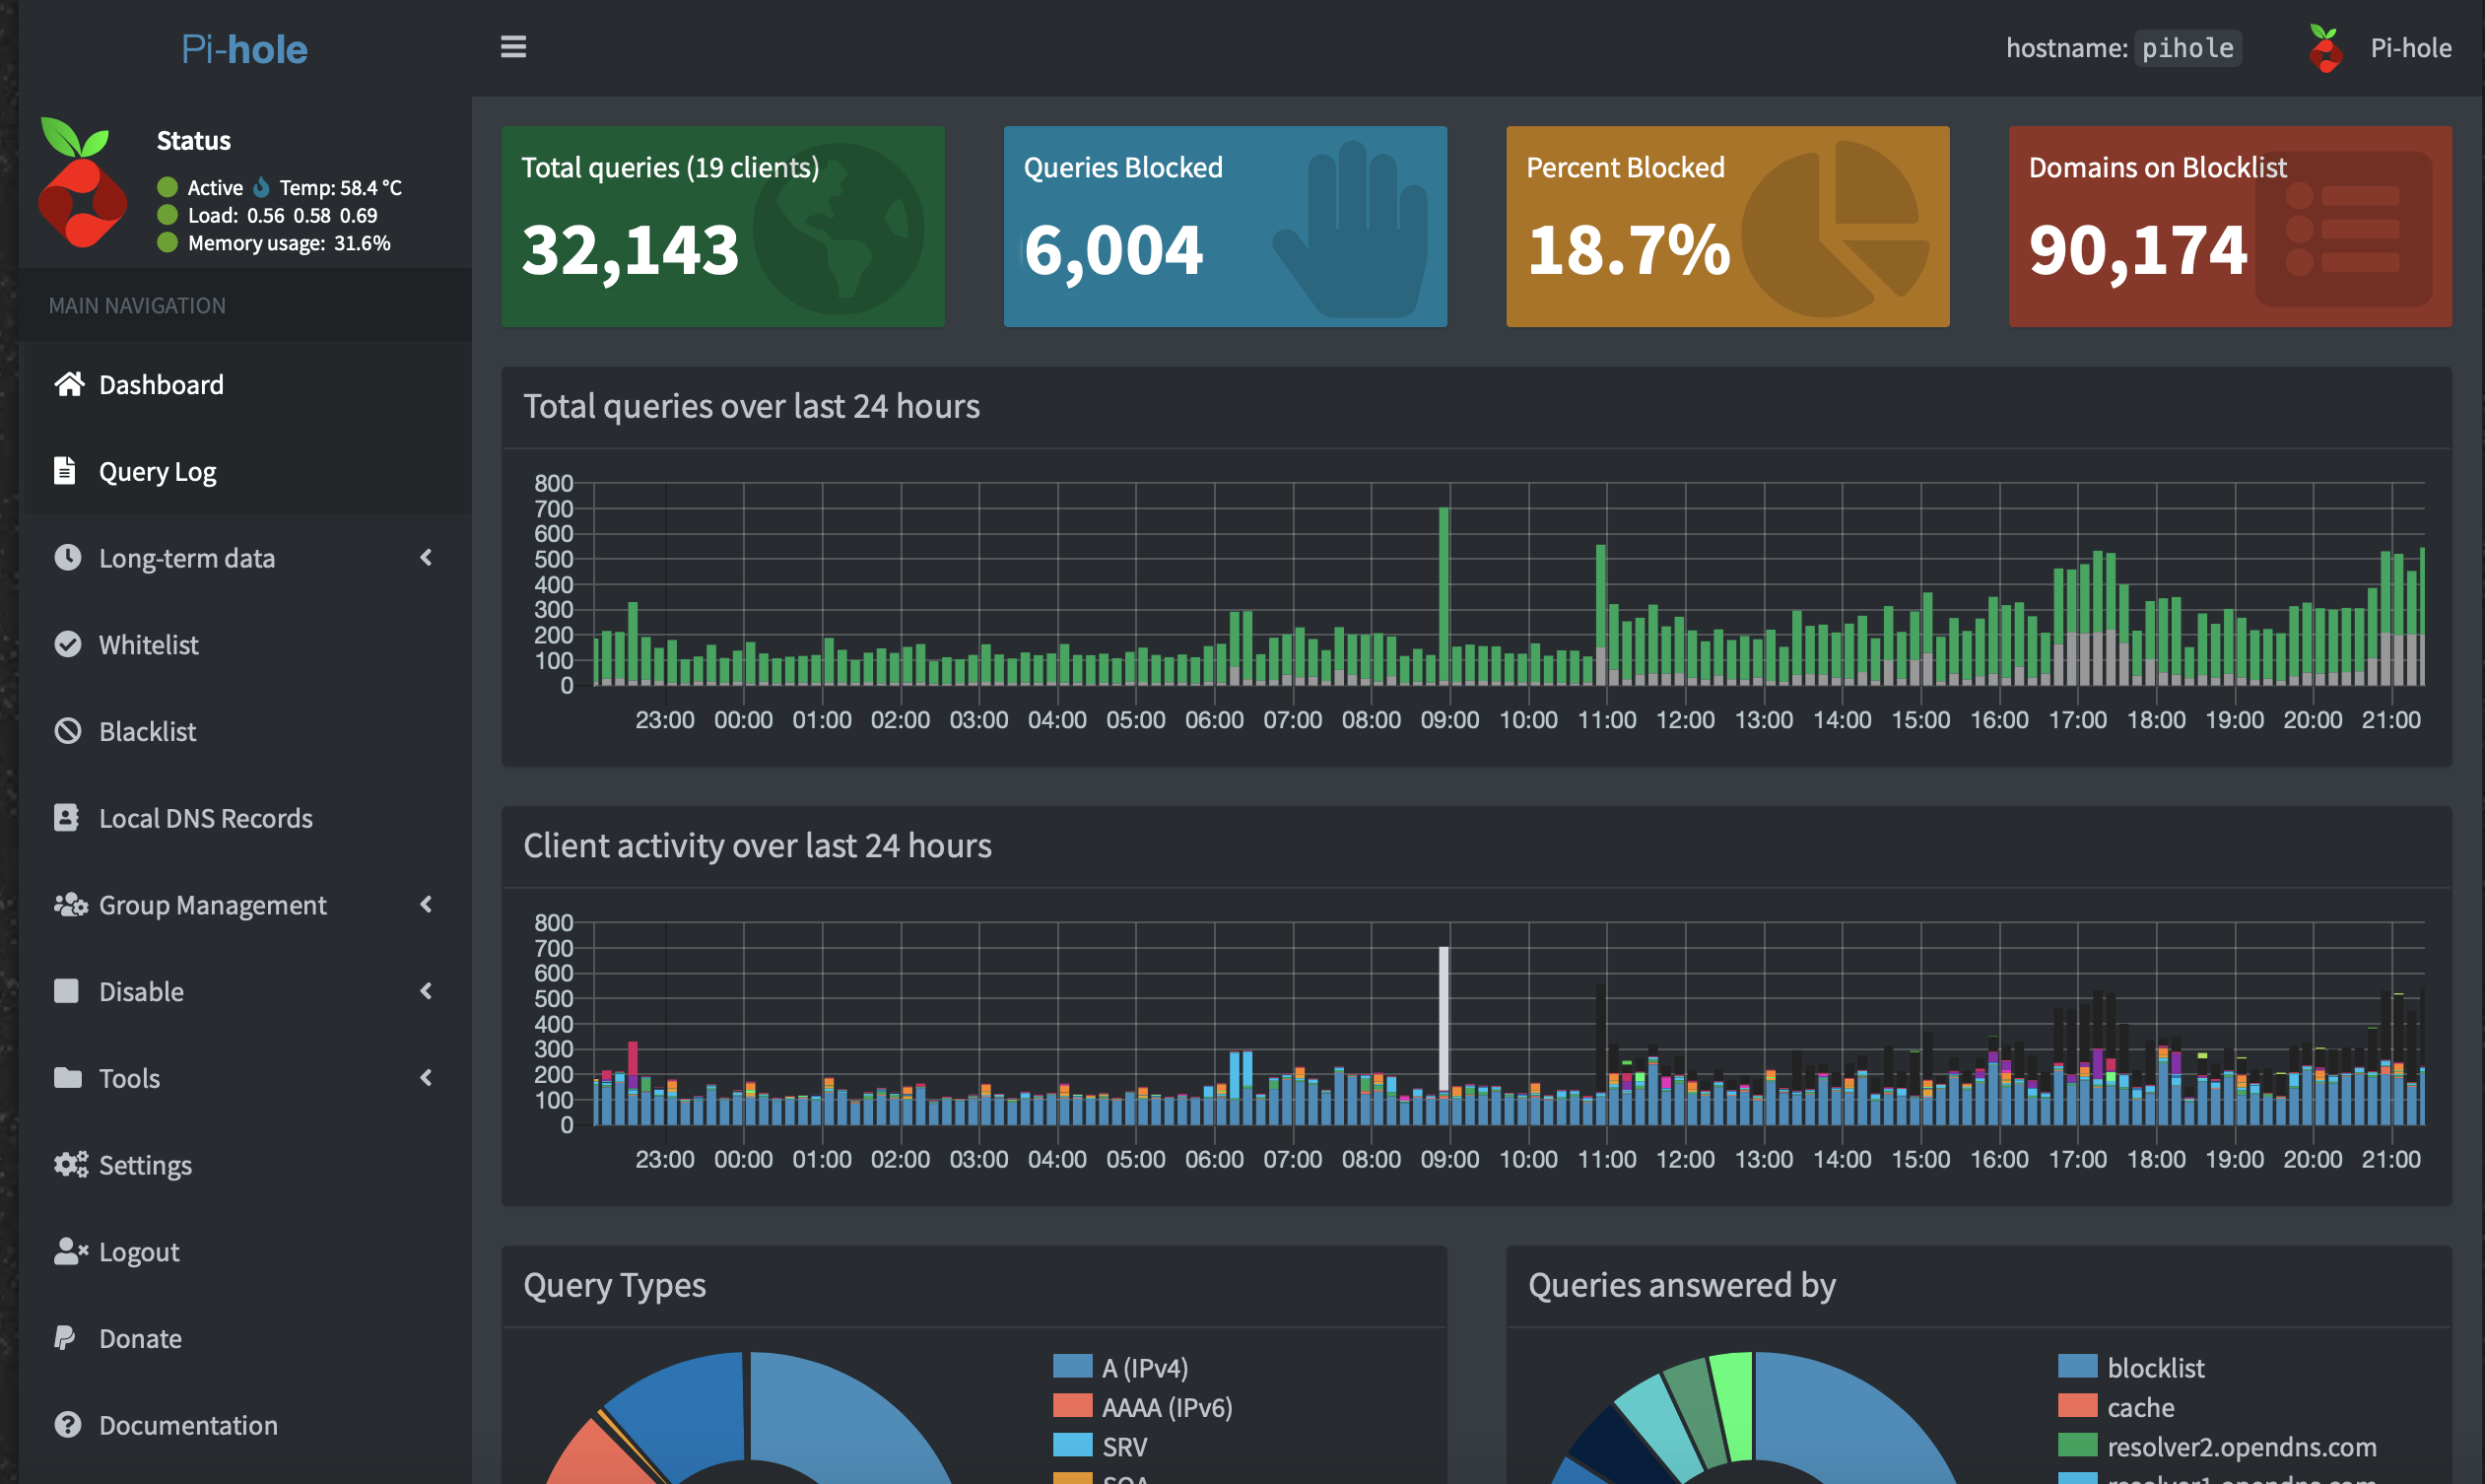 Pi-hole
hostname: pihole
Pi-hole
Status
Active Temp: 58.4 °C
Load: 0.56 0.58 0.69
Memory usage: 31.6%
MAIN NAVIGATION
Dashboard
Query Log
Long-term data
Whitelist
Blacklist
Local DNS Records
Group Management
Disable
Tools
Settings
Logout
Donate
Documentation
Total queries (19 clients)
32,143
Queries Blocked
6,004
Percent Blocked
18.7%
Domains on Blocklist
90,174
Total queries over last 24 hours
800
700
600
500
400
300
200
100
0
23:00 00:00 01:00 02:00 03:00 04:00 05:00 06:00 07:00 08:00 09:00 10:00 11:00 12:00 13:00 14:00 15:00 16:00 17:00 18:00 19:00 20:00 21:00
Client activity over last 24 hours
800
700
600
500
400
300
200
100
0
23:00 00:00 01:00 02:00 03:00 04:00 05:00 06:00 07:00 08:00 09:00 10:00 11:00 12:00 13:00 14:00 15:00 16:00 17:00 18:00 19:00 20:00 21:00
Query Types
A (IPv4)
AAAA (IPv6)
SRV
SOA
Queries answered by
blocklist
cache
resolver2.opendns.com
resolver1.opendns.com